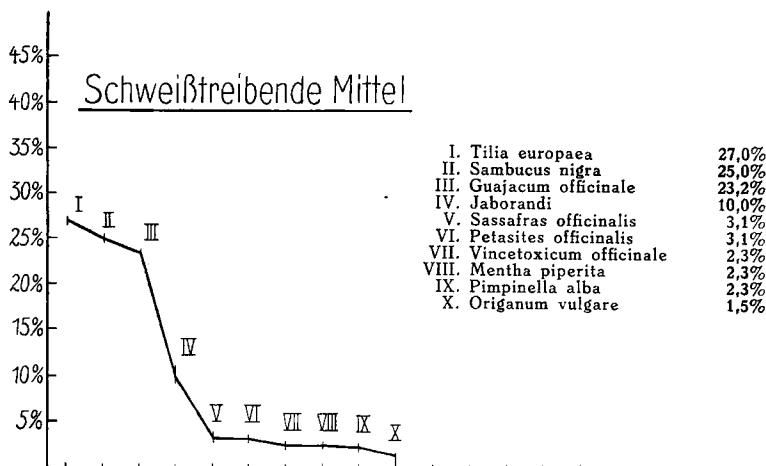 Schweißtreibende Mittel
45%
40%
35%
30%
25%
20%
15%
10%
5%
I
II
III
IV
V
VI
VII
VIII
IX
X
I. Tilia europaea 27,0%
II. Sambucus nigra 25,0%
III. Guajacum officinale 23,2%
IV. Jaborandi 10,0%
V. Sassafras officinalis 3,1%
VI. Petasites officinalis 3,1%
VII. Vincetoxicum officinale 2,3%
VIII. Mentha piperita 2,3%
IX. Pimpinella alba 2,3%
X. Origanum vulgare 1,5%